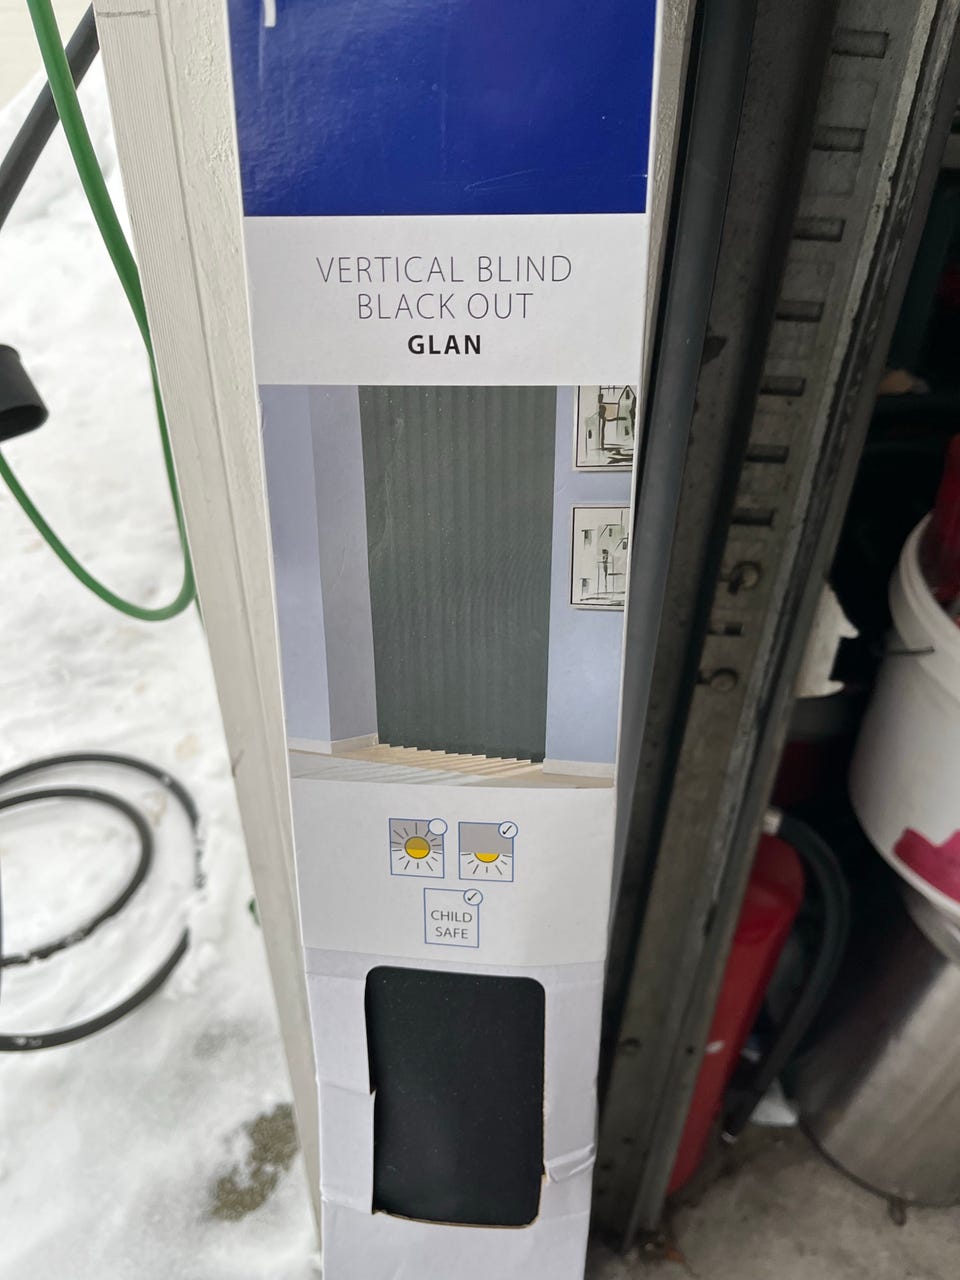 VERTICAL BLIND
BLACK OUT
GLAN
CHILD
SAFE